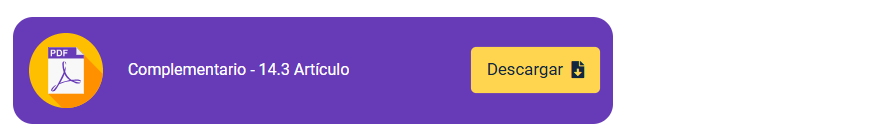 PDF
Complementario - 14.3 Artículo
Descargar